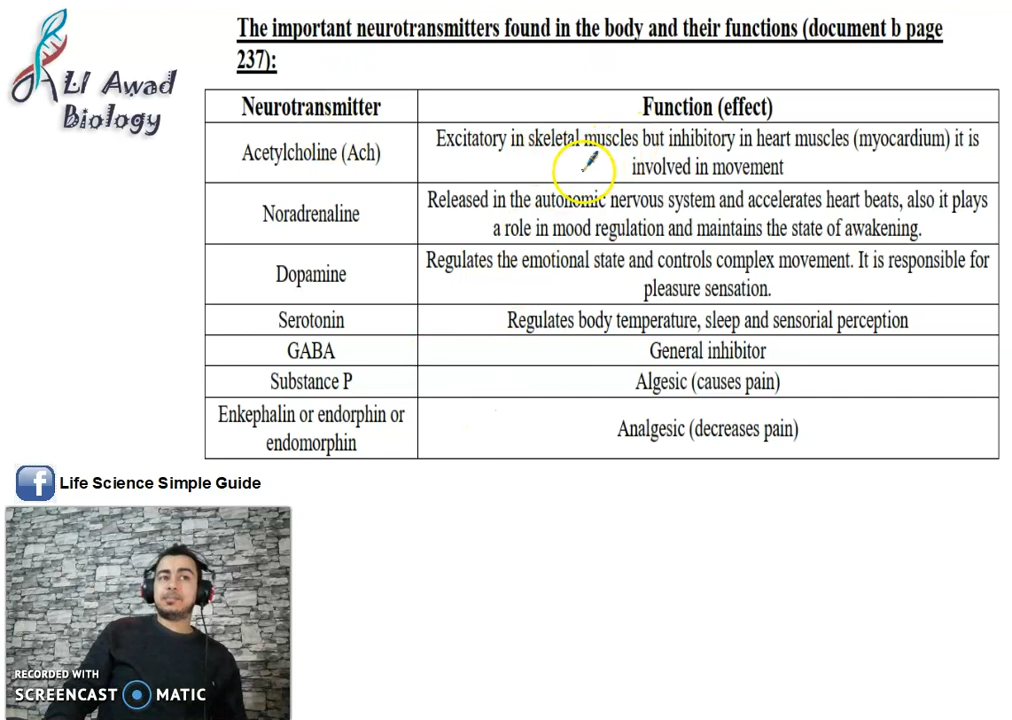 The important neurotransmitters found in the body and their functions (document b page
237):
ALI Awad
Biology
Neurotransmitter
Function (effect)
Acetylcholine (Ach)
Excitatory in skeletal muscles but inhibitory in heart muscles (myocardium) it is
involved in movement
Noradrenaline
Released in the autonomic nervous system and accelerates heart beats, also it plays
a role in mood regulation and maintains the state of awakening.
Dopamine
Regulates the emotional state and controls complex movement. It is responsible for
pleasure sensation.
Serotonin
Regulates body temperature, sleep and sensorial perception
GABA
General inhibitor
Substance P
Algesic (causes pain)
Enkephalin or endorphin or
endomorphin
Analgesic (decreases pain)
f Life Science Simple Guide
RECORDED WITH
SCREENCAST MATIC